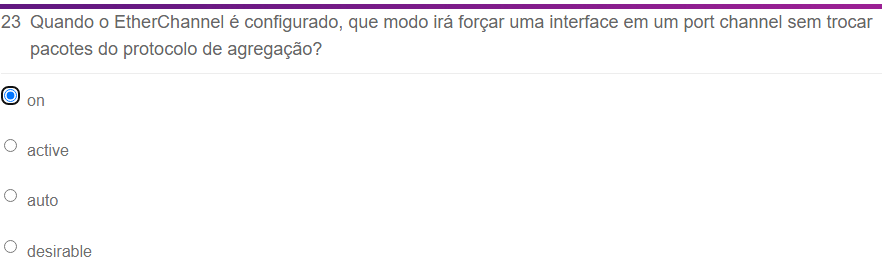 23 Quando o EtherChannel é configurado, que modo irá forçar uma interface em um port channel sem trocar
pacotes do protocolo de agregação?
on
active
auto
desirable